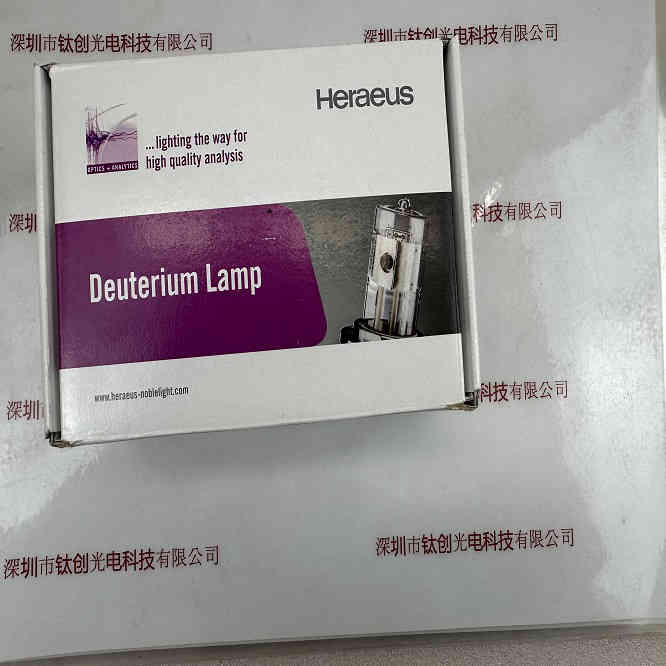 深圳市钛创光电科技有限公司
深圳市钛创光电科技有限公司
Heraeus
...lighting the way for
high quality analysis
OPTICS + ANALYTICS
深圳
科技有限公司
Deuterium Lamp
www.heraeus-noblelight.com
深圳
科技有限公司
深圳市钛创光电科技有限公司
深圳市钛创光电科技有限公司